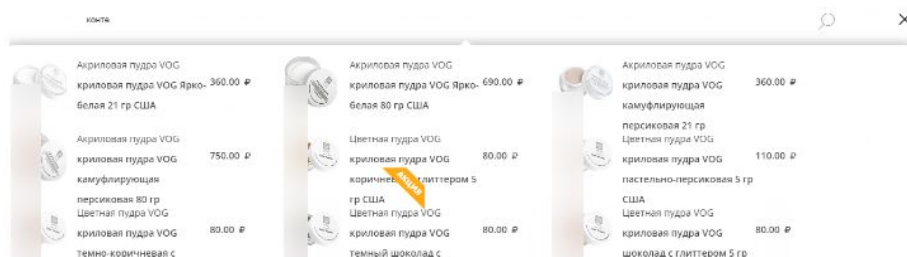 конте
Акриловая пудра VOG
криловая пудра VOG Ярко-
белая 21 гр США
360.00 ₽
Акриловая пудра VOG
криловая пудра VOG Ярко-
белая 80 гр США
690.00 ₽
Акриловая пудра VOG
криловая пудра VOG
камуфлирующая
персиковая 21 гр
360.00 ₽
Акриловая пудра VOG
криловая пудра VOG
камуфлирующая
персиковая 80 гр
750.00 ₽
Цветная пудра VOG
криловая пудра VOG
глиттером 5
гр США
80.00 ₽
АКЦИЯ
Цветная пудра VOG
криловая пудра VOG
пастельно-персиковая 5 гр
США
110.00 ₽
Цветная пудра VOG
криловая пудра VOG
темно-коричневая с
80.00 ₽
Цветная пудра VOG
криловая пудра VOG
темный шоколад с
80.00 ₽
Цветная пудра VOG
криловая пудра VOG
шоколад с глиттером 5 гр
80.00 ₽